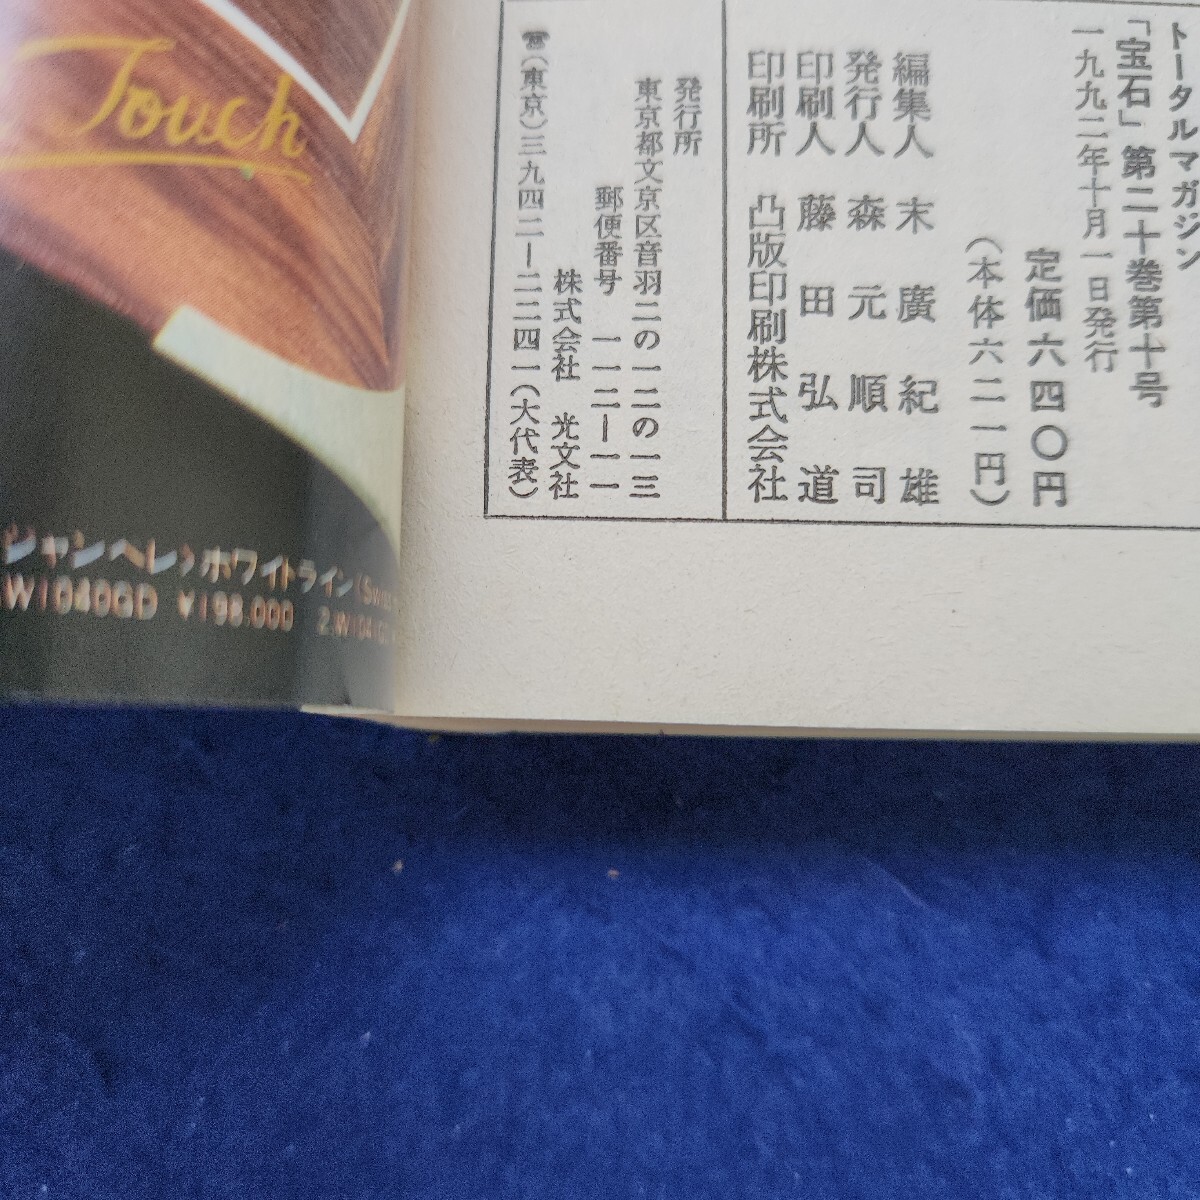 トータルマガジン
「宝石」第二十巻第十号
一九九二年十月一日発行
定価六四〇円
(本体六二一円)
編集人 末廣紀雄
発行人 森元順司
印刷人 藤田弘道
印刷所 凸版印刷株式会社
発行所
東京都文京区音羽二の一二の一三
郵便番号 一一二―一一
株式会社 光文社
☎(東京)三九四二―二二四一(大代表)
Touch
ジャンヘレ〉ホワイトライン(Swiss
W1040GD ¥198,000 2.W1041G